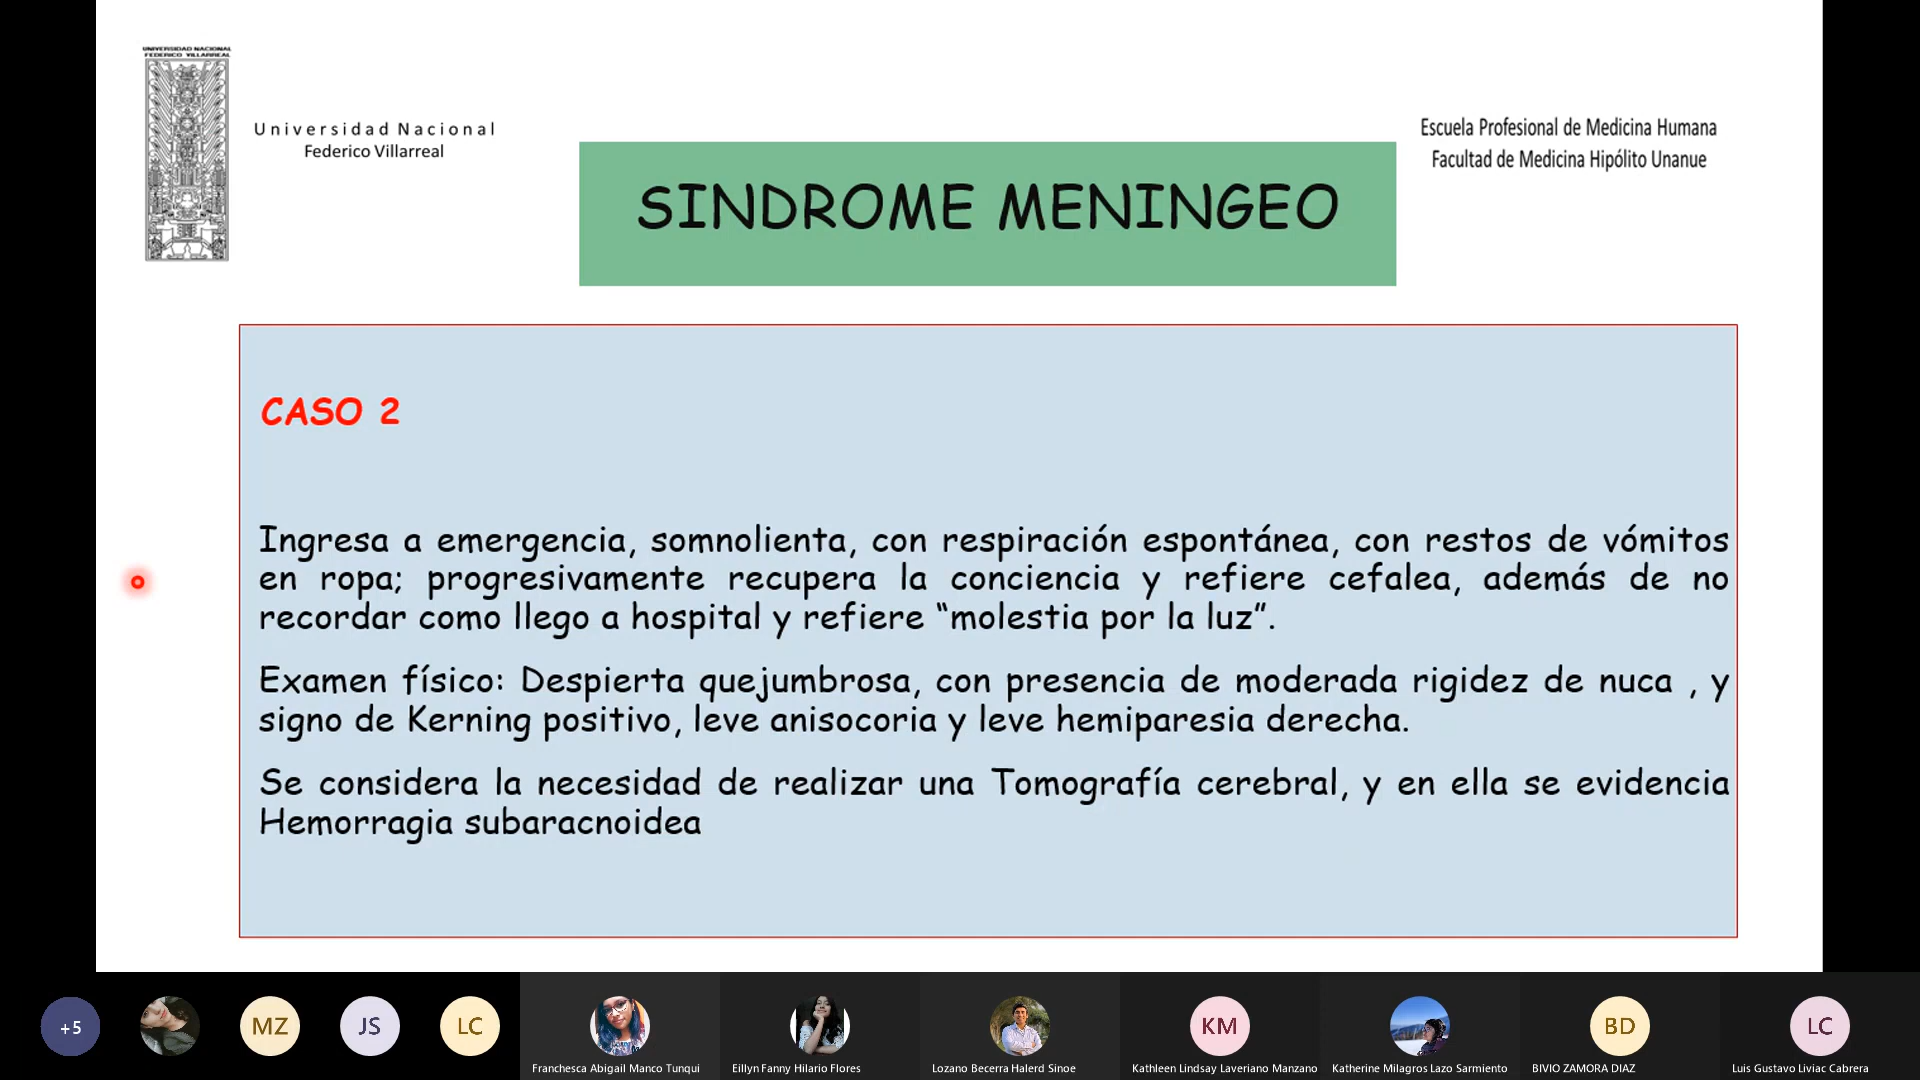 UNIVERSIDAD NACIONAL
FEDERICO VILLARREAL
Universidad Nacional
Federico Villarreal
Escuela Profesional de Medicina Humana
Facultad de Medicina Hipólito Unanue
SINDROME MENINGEO
CASO 2
Ingresa a emergencia, somnolienta, con respiración espontánea, con restos de vómitos
en ropa; progresivamente recupera la conciencia y refiere cefalea, además de no
recordar como llego a hospital y refiere “molestia por la luz”.
Examen físico: Despierta quejumbrosa, con presencia de moderada rigidez de nuca , y
signo de Kerning positivo, leve anisocoria y leve hemiparesia derecha.
Se considera la necesidad de realizar una Tomografía cerebral, y en ella se evidencia
Hemorragia subaracnoidea
+5
MZ
JS
LC
KM
BD
LC
Franchesca Abigail Manco Tunqui
Eillyn Fanny Hilario Flores
Lozano Becerra Halerd Sinoe
Kathleen Lindsay Laveriano Manzano
Katherine Milagros Lazo Sarmiento
BIVIO ZAMORA DIAZ
Luis Gustavo Liviac Cabrera